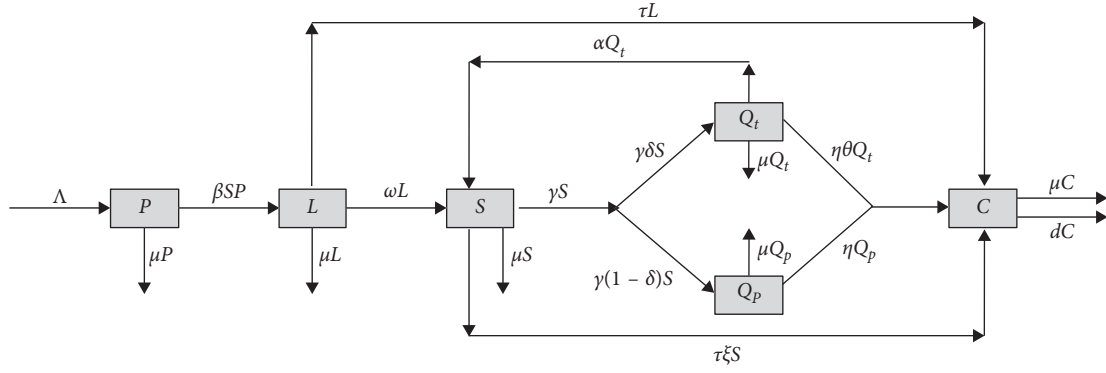 τL
αQ_t
Q_t
γδS
μQ_t
ηθQ_t
Λ
P
βSP
L
ωL
S
γS
C
μC
dC
μP
μL
μS
μQ_p
ηQ_p
γ(1 – δ)S
Q_P
τξS